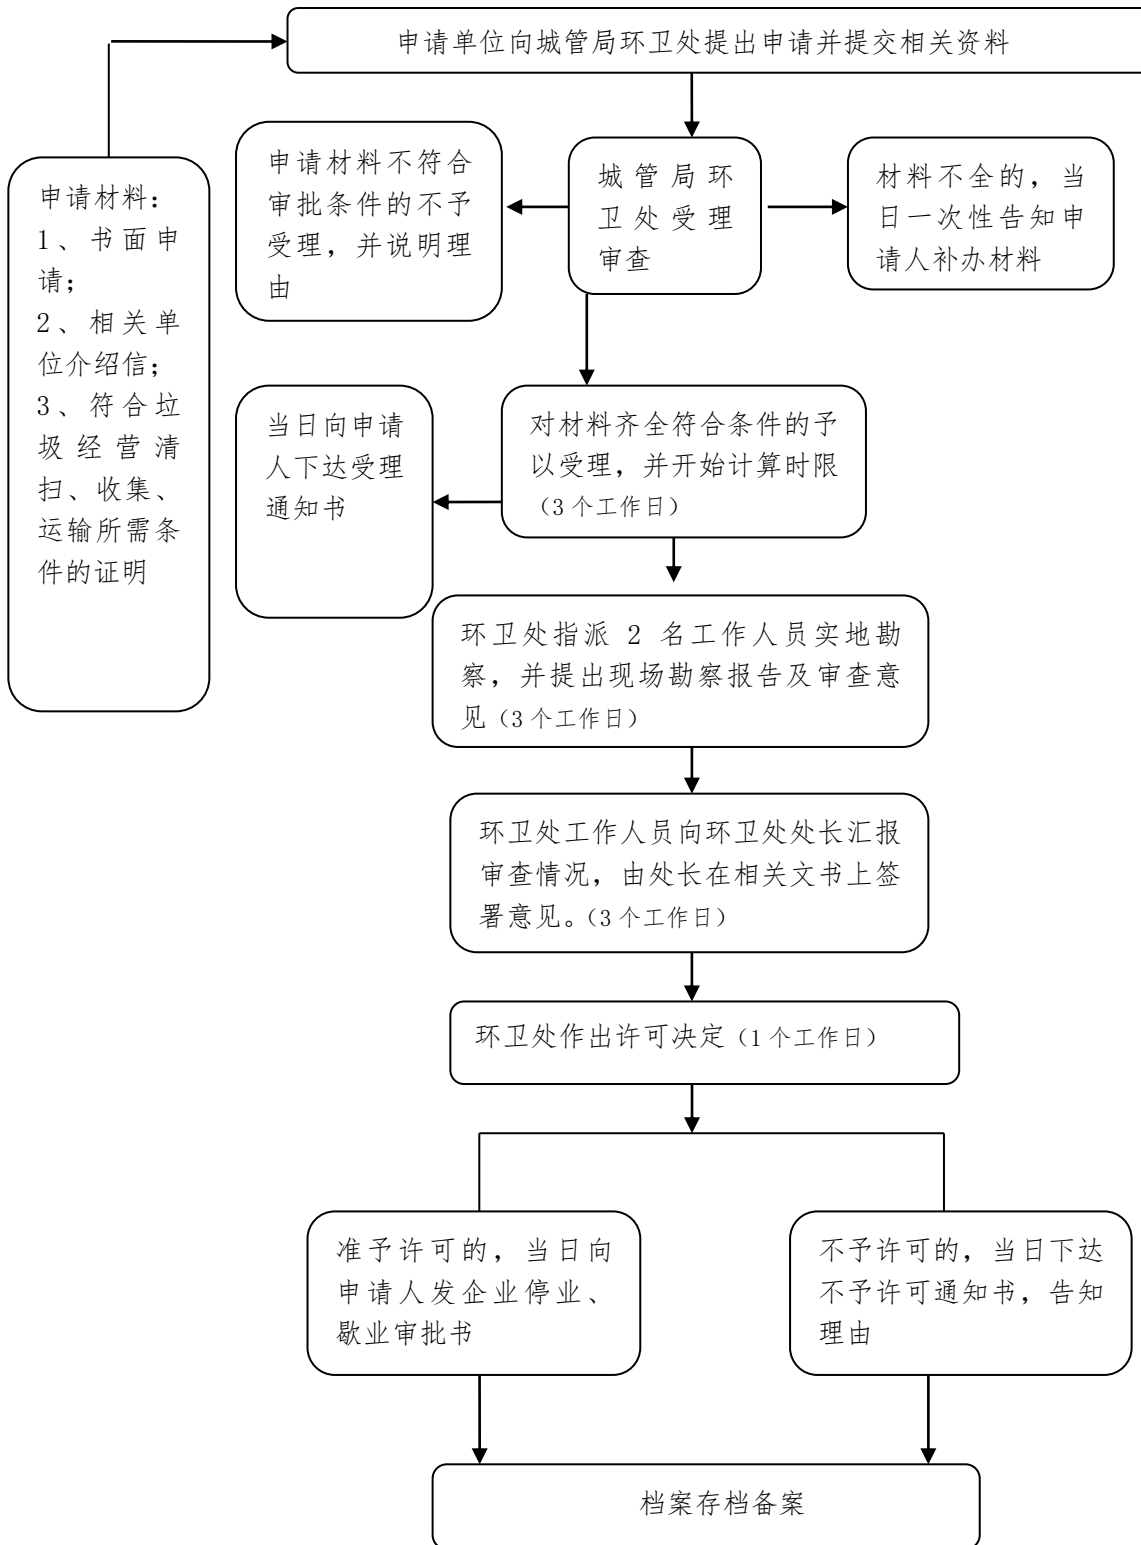 申请单位向城管局环卫处提出申请并提交相关资料
申请材料：
1、书面申
请；
2、相关单
位介绍信；
3、符合垃
圾经营清
扫、收集、
运输所需条
件的证明
申请材料不符合
审批条件的不予
受理，并说明理
由
城管局环
卫处受理
审查
材料不全的，当
日一次性告知申
请人补办材料
当日向申请
人下达受理
通知书
对材料齐全符合条件的予
以受理，并开始计算时限
（3个工作日）
环卫处指派 2 名工作人员实地勘
察，并提出现场勘察报告及审查意
见（3个工作日）
环卫处工作人员向环卫处处长汇报
审查情况，由处长在相关文书上签
署意见。（3个工作日）
环卫处作出许可决定（1个工作日）
准予许可的，当日向
申请人发企业停业、
歇业审批书
不予许可的，当日下达
不予许可通知书，告知
理由
档案存档备案